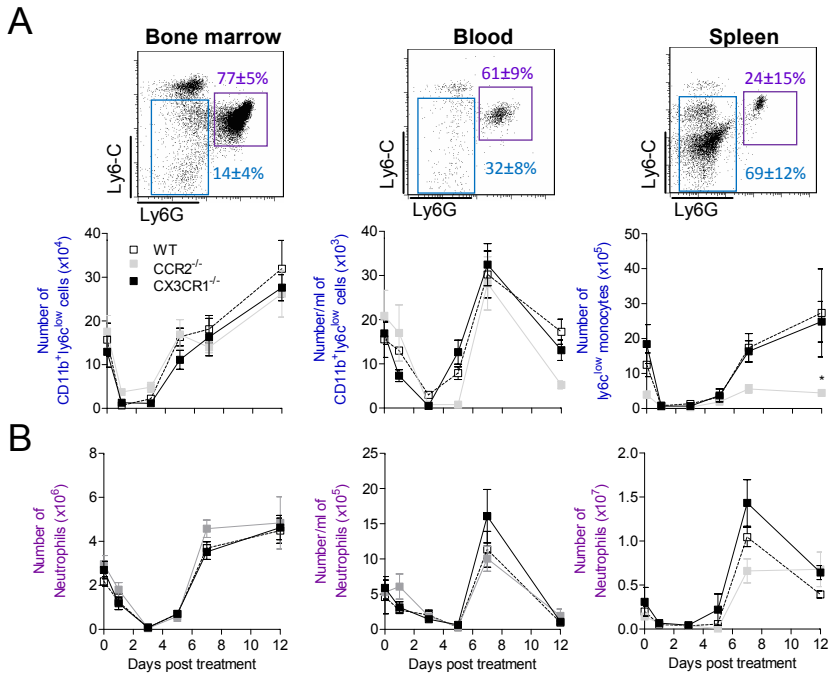 A
Bone marrow
Blood
Spleen
77±5%
14±4%
Ly6-C
Ly6G
61±9%
32±8%
Ly6-C
Ly6G
24±15%
69±12%
Ly6-C
Ly6G
Number of
CD11b⁺ly6cˡᵒʷ cells (x10⁴)
40
30
20
10
0
0 2 4 6 8 10 12
WT
CCR2⁻/⁻
CX3CR1⁻/⁻
Number/ml of
CD11b⁺ly6cˡᵒʷ cells (x10³)
40
30
20
10
0
0 2 4 6 8 10 12
Number of
ly6cˡᵒʷ monocytes (x10⁵)
50
40
30
20
10
0
0 2 4 6 8 10 12
*
B
Number of
Neutrophils (x10⁶)
8
6
4
2
0
0 2 4 6 8 10 12
Days post treatment
Number/ml of
Neutrophils (x10⁵)
25
20
15
10
5
0
0 2 4 6 8 10 12
Days post treatment
Number of
Neutrophils (x10⁷)
2.0
1.5
1.0
0.5
0.0
0 2 4 6 8 10 12
Days post treatment